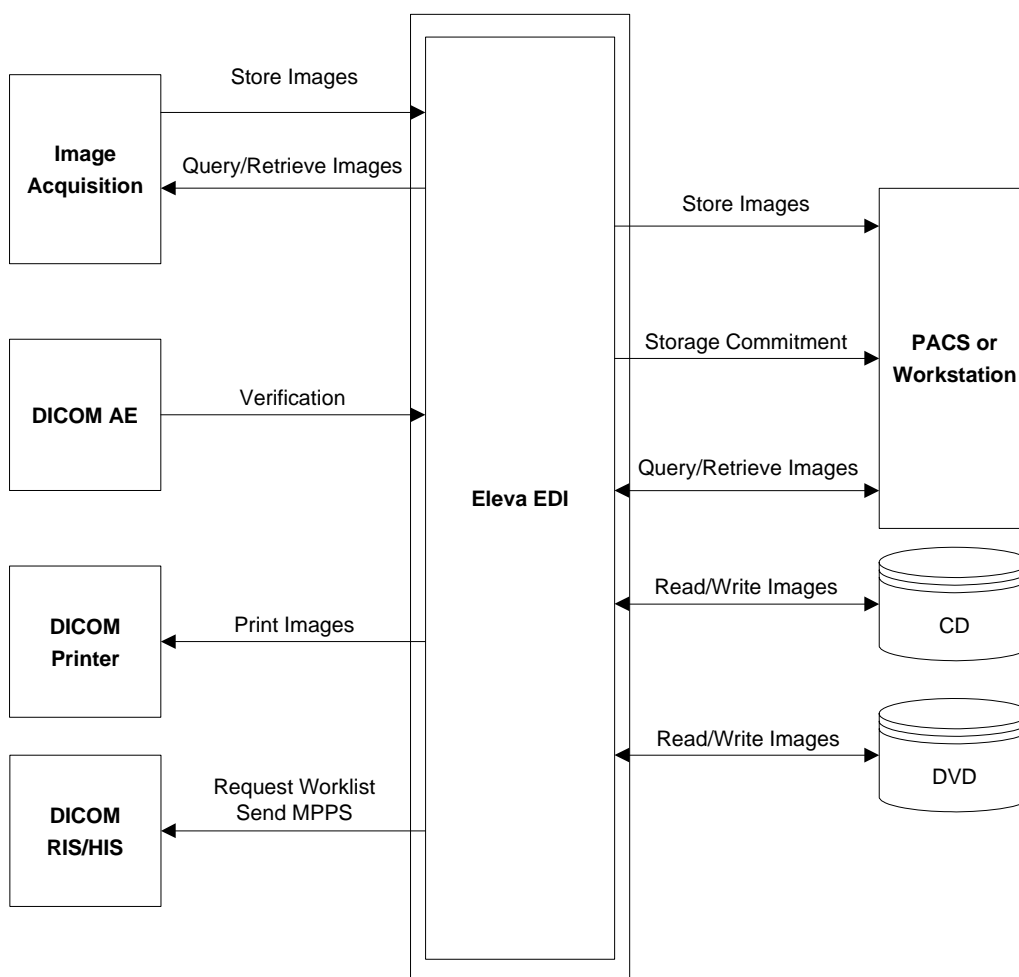 Store Images
Image
Acquisition
Query/Retrieve Images
Store Images
Storage Commitment
PACS or
Workstation
DICOM AE
Verification
Query/Retrieve Images
Eleva EDI
Read/Write Images
CD
DICOM
Printer
Print Images
Read/Write Images
DVD
Request Worklist
Send MPPS
DICOM
RIS/HIS